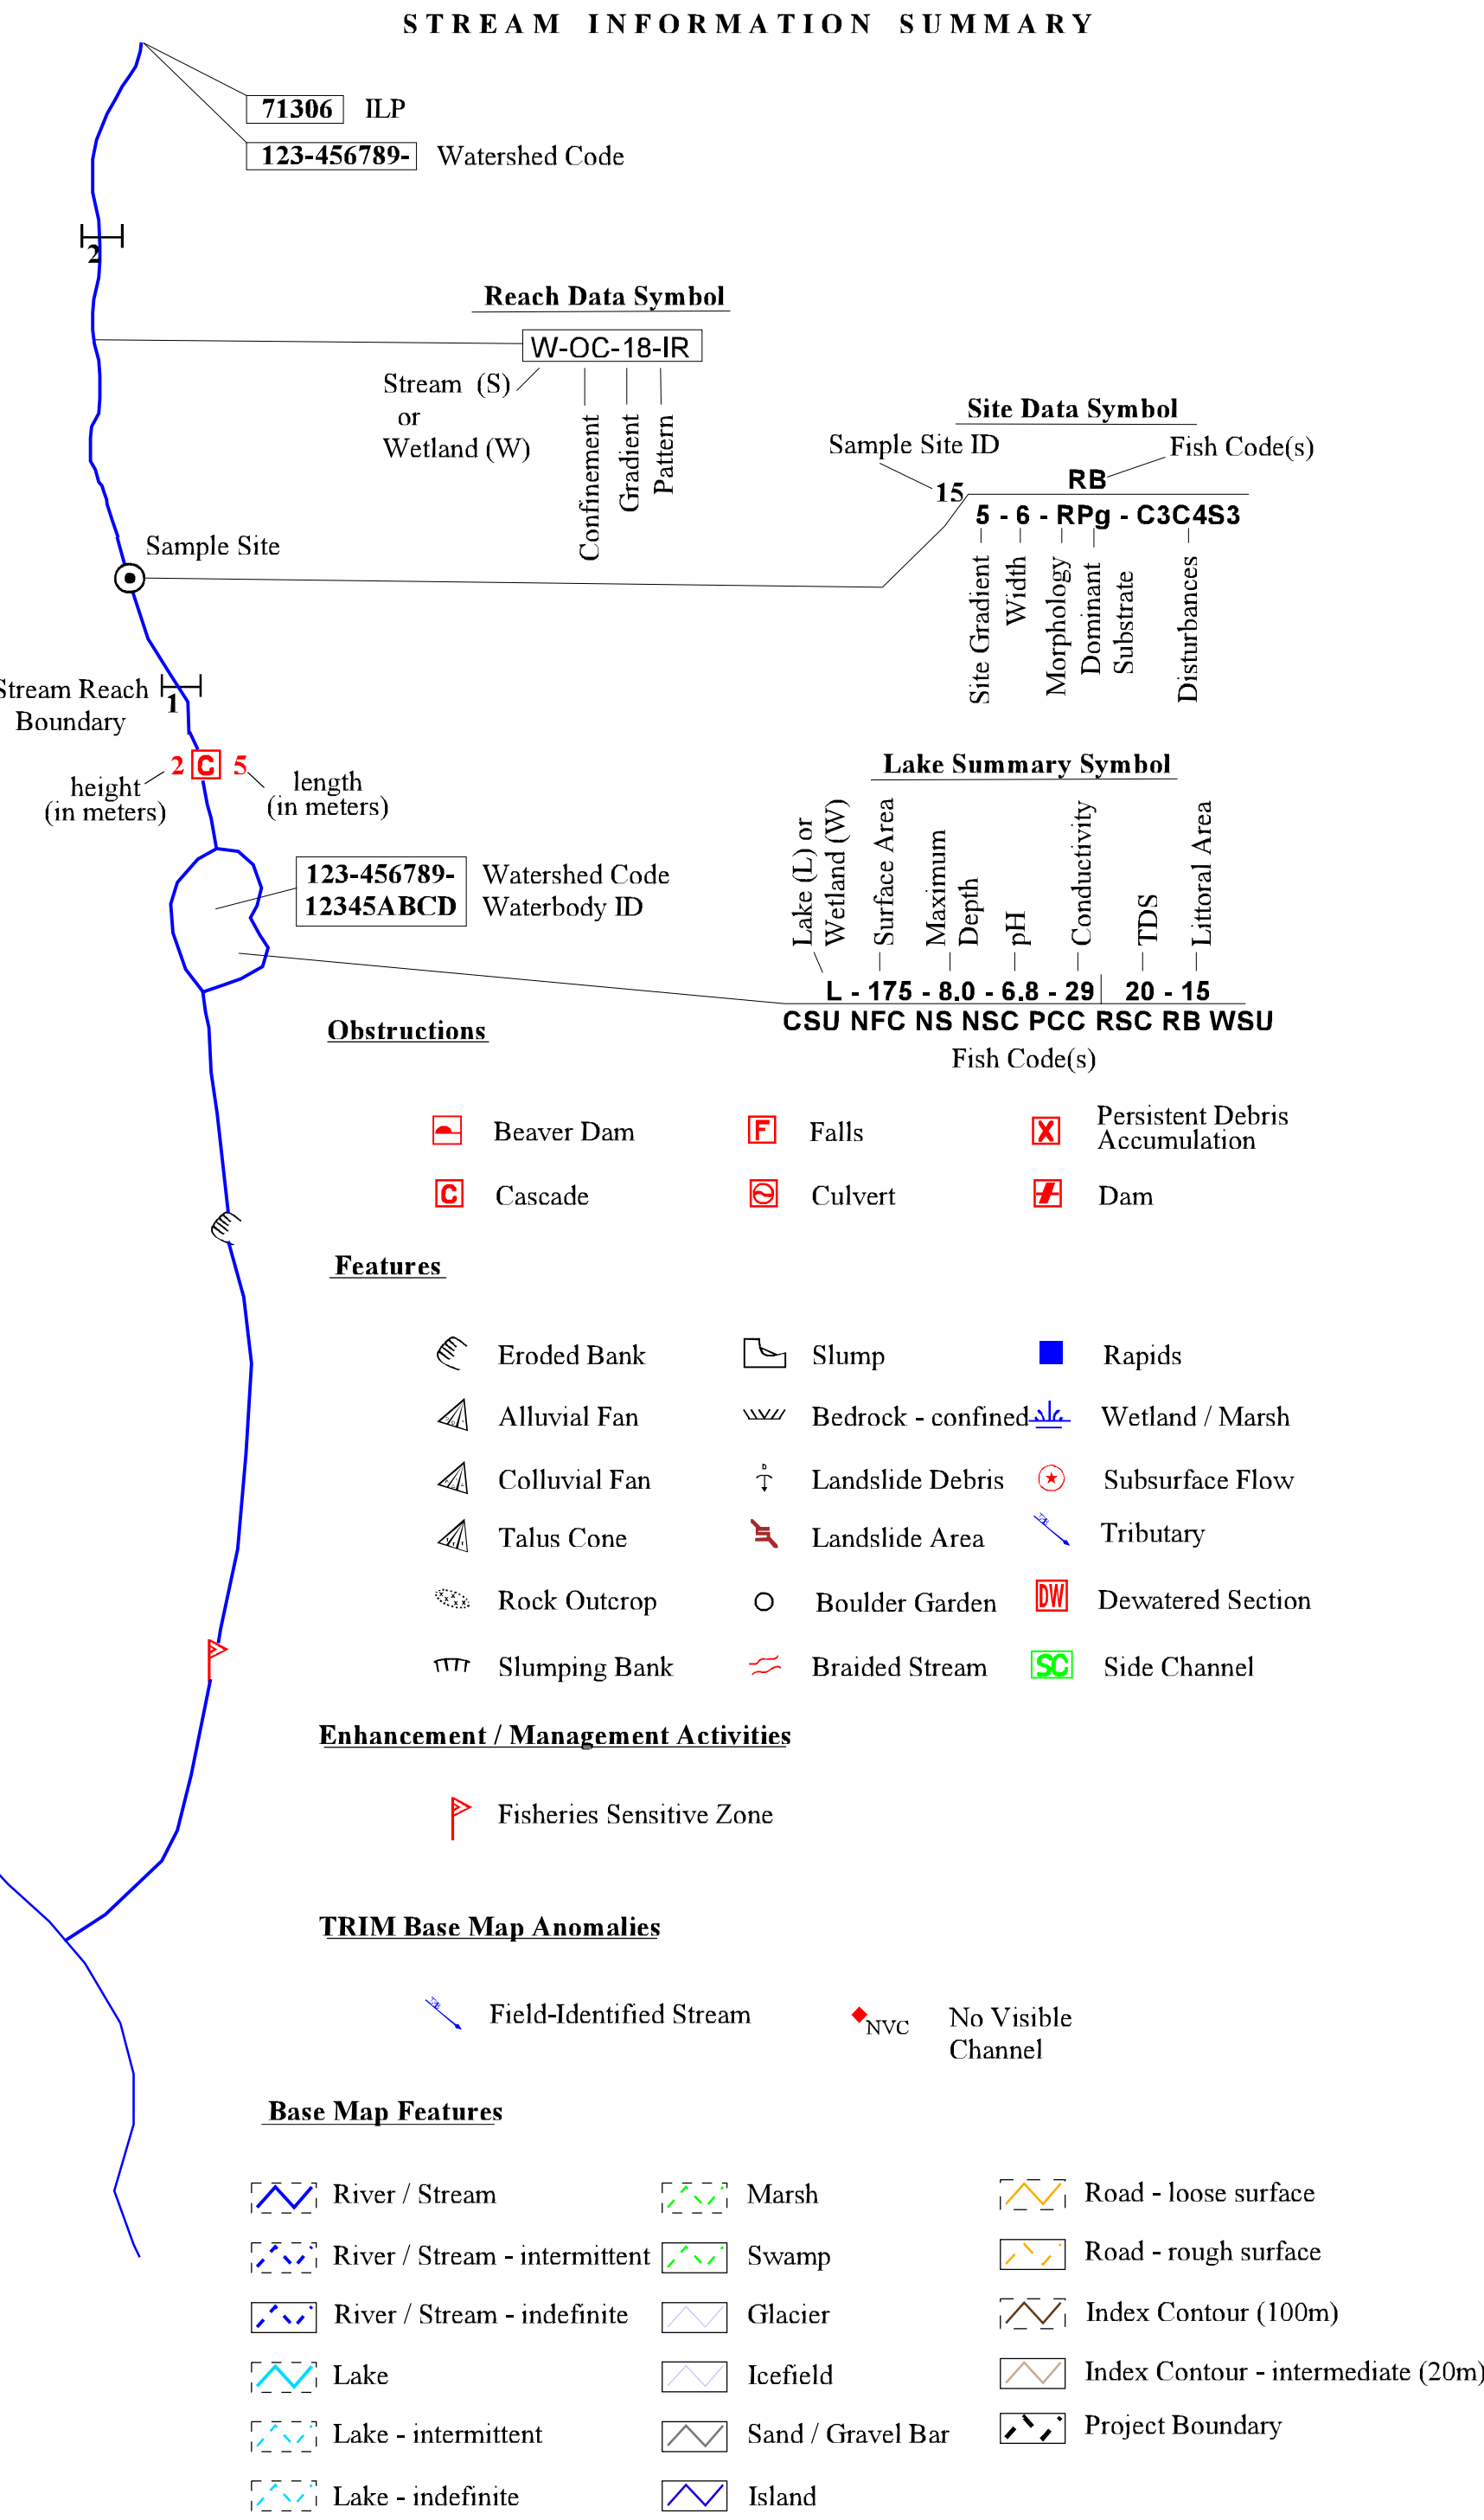 STREAM INFORMATION SUMMARY
71306 ILP
123-456789- Watershed Code
2
Reach Data Symbol
W-OC-18-IR
Stream (S)
or
Wetland (W)
Confinement
Gradient
Pattern
Site Data Symbol
Sample Site ID
Fish Code(s)
RB
15
5 - 6 - RPg - C3C4S3
Site Gradient
Width
Morphology
Dominant
Substrate
Disturbances
Sample Site
Stream Reach
Boundary
1
2 C 5
height
(in meters)
length
(in meters)
Lake Summary Symbol
Lake (L) or
Wetland (W)
Surface Area
Maximum
Depth
pH
Conductivity
TDS
Littoral Area
L - 175 - 8.0 - 6.8 - 29 20 - 15
CSU NFC NS NSC PCC RSC RB WSU
Fish Code(s)
123-456789- Watershed Code
12345ABCD Waterbody ID
Obstructions
Beaver Dam
F Falls
X Persistent Debris
Accumulation
C Cascade
Culvert
Dam
Features
Eroded Bank
Slump
Rapids
Alluvial Fan
Bedrock - confined
Wetland / Marsh
Colluvial Fan
D Landslide Debris
Subsurface Flow
Talus Cone
Landslide Area
Tributary
Rock Outcrop
Boulder Garden
DW Dewatered Section
Slumping Bank
Braided Stream
SC Side Channel
Enhancement / Management Activities
Fisheries Sensitive Zone
TRIM Base Map Anomalies
Field-Identified Stream
NVC No Visible
Channel
Base Map Features
River / Stream
Marsh
Road - loose surface
River / Stream - intermittent
Swamp
Road - rough surface
River / Stream - indefinite
Glacier
Index Contour (100m)
Lake
Icefield
Index Contour - intermediate (20m)
Lake - intermittent
Sand / Gravel Bar
Project Boundary
Lake - indefinite
Island